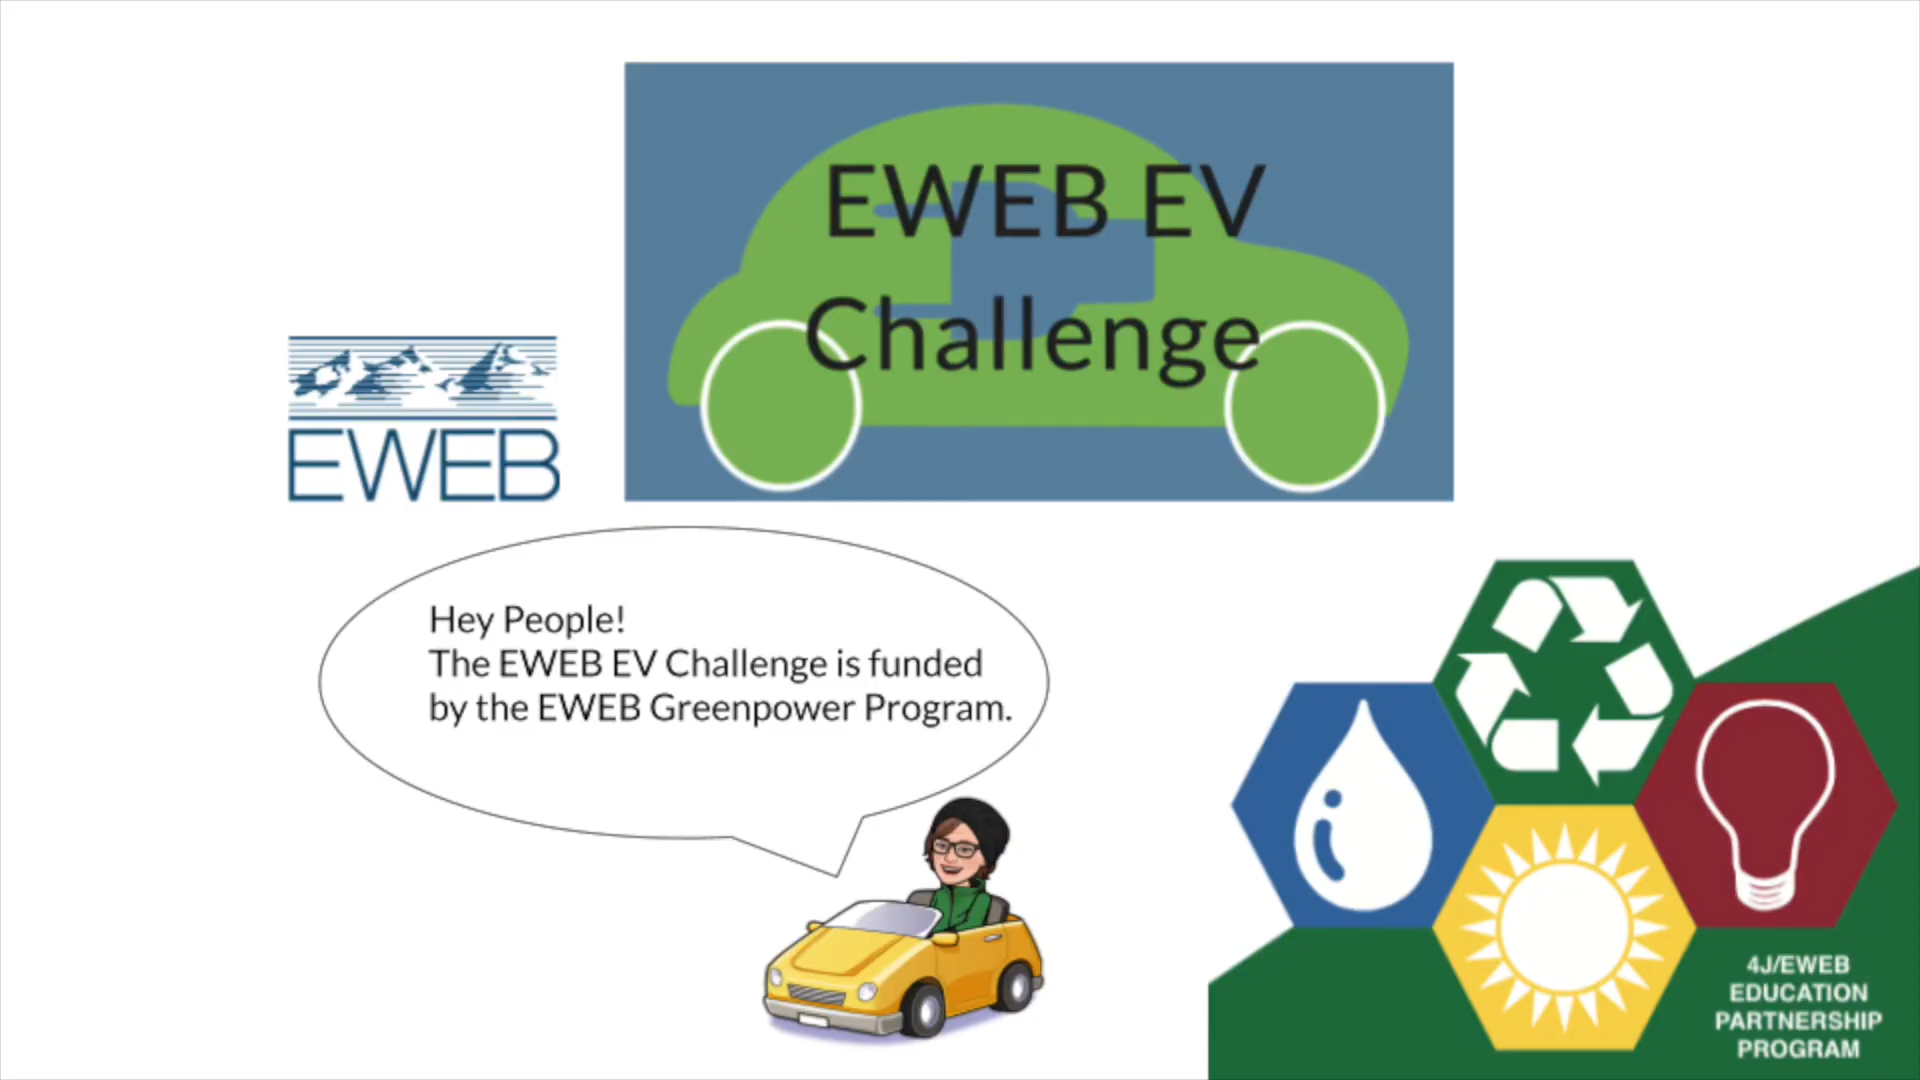 EWEB EV
Challenge
EWEB
Hey People!
The EWEB EV Challenge is funded
by the EWEB Greenpower Program.
4J/EWEB
EDUCATION
PARTNERSHIP
PROGRAM